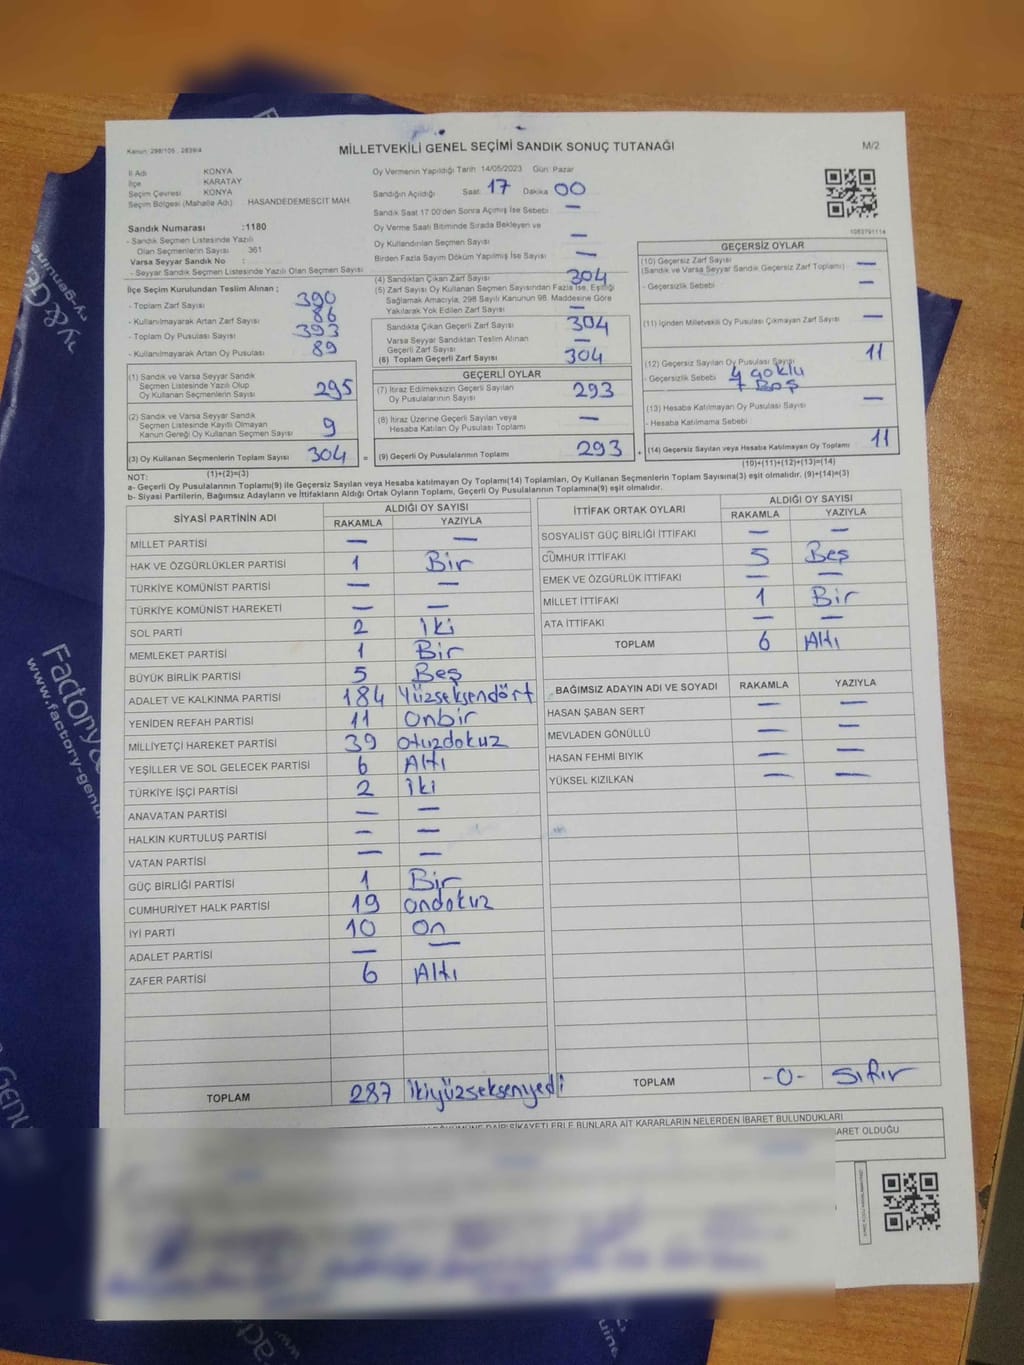 Kanun: 298/105 , 2839/4
MİLLETVEKİLİ GENEL SEÇİMİ SANDIK SONUÇ TUTANAĞI
M/2
İl Adı KONYA
İlçe KARATAY
Seçim Çevresi KONYA
Seçim Bölgesi (Mahalle Adı) HASANDEDEMESCİT MAH.
Sandık Numarası :1180
- Sandık Seçmen Listesinde Yazılı
Olan Seçmenlerin Sayısı 361
Varsa Seyyar Sandık No :
- Seyyar Sandık Seçmen Listesinde Yazılı Olan Seçmen Sayısı
Oy Vermenin Yapıldığı Tarih 14/05/2023 Gün: Pazar
Sandığın Açıldığı Saat 17 Dakika 00
Sandık Saat 17:00'den Sonra Açılmış İse Sebebi —
Oy Verme Saati Bitiminde Sırada Bekleyen ve
Oy Kullandırılan Seçmen Sayısı —
Birden Fazla Sayım Döküm Yapılmış İse Sayısı —
1083791114
İlçe Seçim Kurulundan Teslim Alınan ;
- Toplam Zarf Sayısı 390
- Kullanılmayarak Artan Zarf Sayısı 86
- Toplam Oy Pusulası Sayısı 393
- Kullanılmayarak Artan Oy Pusulası 89
(1) Sandık ve Varsa Seyyar Sandık
Seçmen Listesinde Yazılı Olup
Oy Kullanan Seçmenlerin Sayısı 295
(2) Sandık ve Varsa Seyyar Sandık
Seçmen Listesinde Kayıtlı Olmayan
Kanun Gereği Oy Kullanan Seçmen Sayısı 9
(3) Oy Kullanan Seçmenlerin Toplam Sayısı 304
(1)+(2)=(3)
(4) Sandıktan Çıkan Zarf Sayısı 304
(5) Zarf Sayısı Oy Kullanan Seçmen Sayısından Fazla İse, Eşitliği
Sağlamak Amacıyla, 298 Sayılı Kanunun 98. Maddesine Göre
Yakılarak Yok Edilen Zarf Sayısı —
Sandıkta Çıkan Geçerli Zarf Sayısı 304
Varsa Seyyar Sandıktan Teslim Alınan
Geçerli Zarf Sayısı —
(6) Toplam Geçerli Zarf Sayısı 304
GEÇERLİ OYLAR
(7) İtiraz Edilmeksizin Geçerli Sayılan
Oy Pusulalarının Sayısı 293
(8) İtiraz Üzerine Geçerli Sayılan veya
Hesaba Katılan Oy Pusulası Toplamı —
= (9) Geçerli Oy Pusulalarının Toplamı 293 +
GEÇERSİZ OYLAR
(10) Geçersiz Zarf Sayısı
(Sandık ve Varsa Seyyar Sandık Geçersiz Zarf Toplamı) —
- Geçersizlik Sebebi —
(11) İçinden Milletvekili Oy Pusulası Çıkmayan Zarf Sayısı —
(12) Geçersiz Sayılan Oy Pusulası Sayısı 11
- Geçersizlik Sebebi 4 çoklu
7 Boş
(13) Hesaba Katılmayan Oy Pusulası Sayısı —
- Hesaba Katılmama Sebebi
(14) Geçersiz Sayılan veya Hesaba Katılmayan Oy Toplamı 11
(10)+(11)+(12)+(13)=(14)
NOT:
a- Geçerli Oy Pusulalarının Toplamı(9) ile Geçersiz Sayılan veya Hesaba katılmayan Oy Toplamı(14) Toplamları, Oy Kullanan Seçmenlerin Toplam Sayısına(3) eşit olmalıdır. (9)+(14)=(3)
b- Siyasi Partilerin, Bağımsız Adayların ve İttifakların Aldığı Ortak Oyların Toplamı, Geçerli Oy Pusulalarının Toplamına(9) eşit olmalıdır.
SİYASİ PARTİNİN ADI ALDIĞI OY SAYISI
RAKAMLA YAZIYLA
MİLLET PARTİSİ — —
HAK VE ÖZGÜRLÜKLER PARTİSİ 1 Bir
TÜRKİYE KOMÜNİST PARTİSİ — —
TÜRKİYE KOMÜNİST HAREKETİ — —
SOL PARTİ 2 iki
MEMLEKET PARTİSİ 1 Bir
BÜYÜK BİRLİK PARTİSİ 5 Beş
ADALET VE KALKINMA PARTİSİ 184 Yüzseksendört
YENİDEN REFAH PARTİSİ 11 onbir
MİLLİYETÇİ HAREKET PARTİSİ 39 otuzdokuz
YEŞİLLER VE SOL GELECEK PARTİSİ 6 Altı
TÜRKİYE İŞÇİ PARTİSİ 2 iki
ANAVATAN PARTİSİ — —
HALKIN KURTULUŞ PARTİSİ — —
VATAN PARTİSİ — —
GÜÇ BİRLİĞİ PARTİSİ 1 Bir
CUMHURİYET HALK PARTİSİ 19 ondokuz
İYİ PARTİ 10 On
ADALET PARTİSİ — —
ZAFER PARTİSİ 6 Altı
TOPLAM 287 ikiyüzseksenyedi
İTTİFAK ORTAK OYLARI ALDIĞI OY SAYISI
RAKAMLA YAZIYLA
SOSYALİST GÜÇ BİRLİĞİ İTTİFAKI — —
CUMHUR İTTİFAKI 5 Beş
EMEK VE ÖZGÜRLÜK İTTİFAKI — —
MİLLET İTTİFAKI 1 Bir
ATA İTTİFAKI — —
TOPLAM 6 Altı
BAĞIMSIZ ADAYIN ADI VE SOYADI RAKAMLA YAZIYLA
HASAN ŞABAN SERT — —
MEVLADEN GÖNÜLLÜ — —
HASAN FEHMİ BIYIK — —
YÜKSEL KIZILKAN — —
TOPLAM -0- sıfır
DAİR ŞİKAYETLERLE BUNLARA AİT KARARLARIN NELERDEN İBARET BULUNDUKLARI
OLDUĞU
Factory
www.factory-genuine